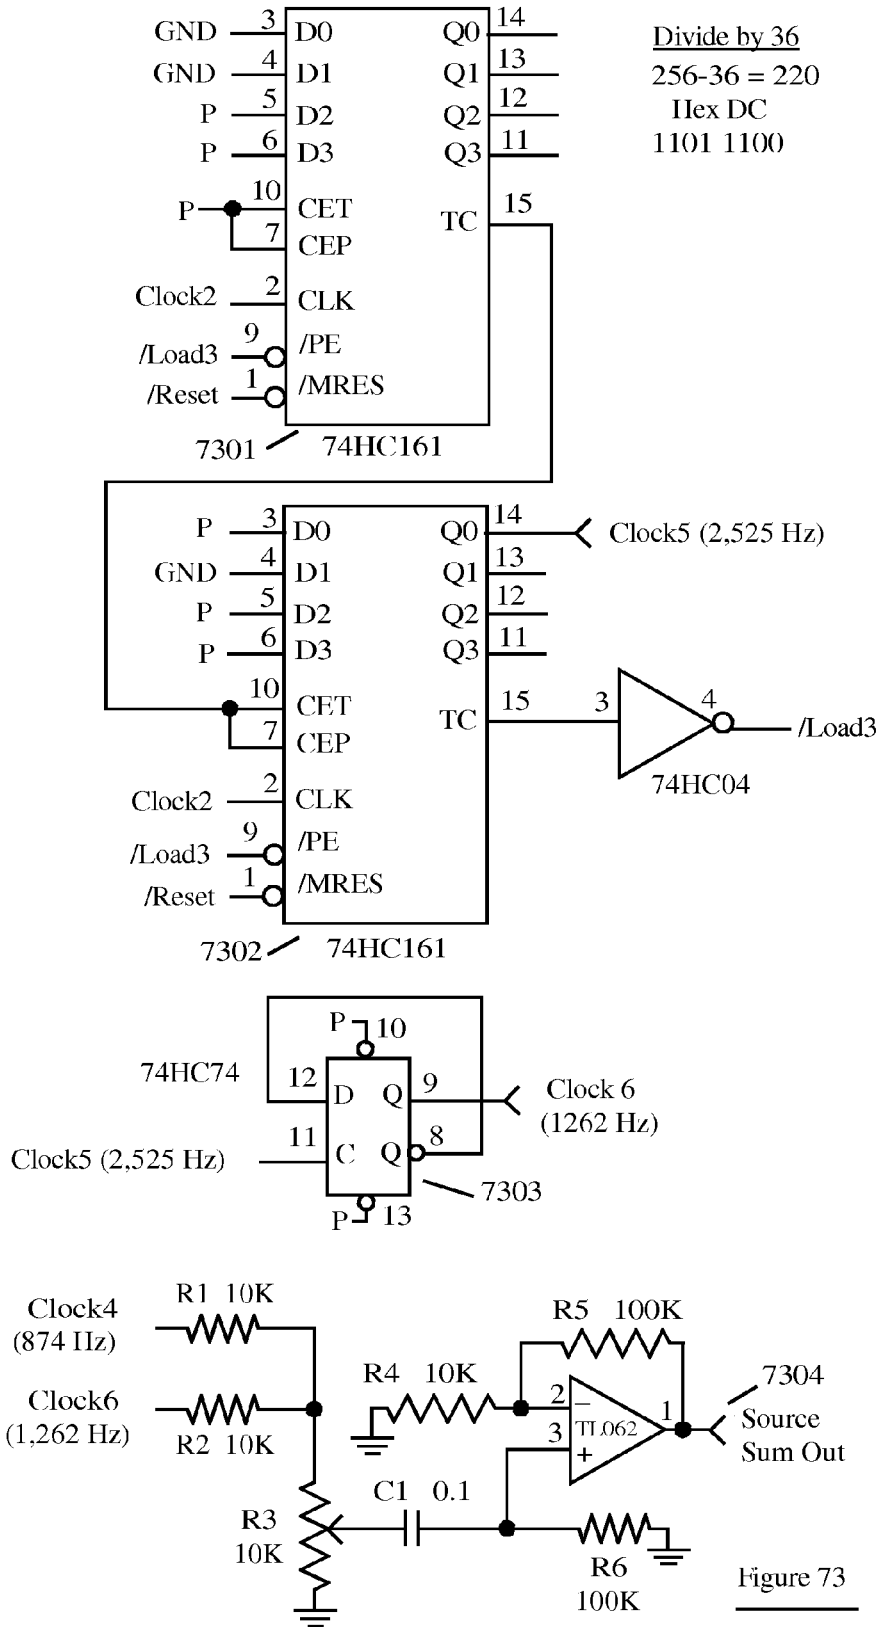 GND 3 D0 Q0 14
GND 4 D1 Q1 13
P 5 D2 Q2 12
P 6 D3 Q3 11
Divide by 36
256-36 = 220
Hex DC
1101 1100
P 10 CET
7 CEP
TC 15
Clock2 2 CLK
/Load3 9 /PE
/Reset 1 /MRES
7301 74HC161
P 3 D0 Q0 14 Clock5 (2,525 Hz)
GND 4 D1 Q1 13
P 5 D2 Q2 12
P 6 D3 Q3 11
10 CET
7 CEP
TC 15 3 4 /Load3
74HC04
Clock2 2 CLK
/Load3 9 /PE
/Reset 1 /MRES
7302 74HC161
P 10
74HC74 12 D Q 9 Clock 6
(1262 Hz)
Clock5 (2,525 Hz) 11 C Q 8
7303
P 13
R1 10K
Clock4
(874 Hz)
Clock6
(1,262 Hz)
R2 10K
R5 100K
R4 10K
7304
2 −
TL062
3 +
1
Source
Sum Out
C1 0.1
R3
10K
R6
100K
Figure 73